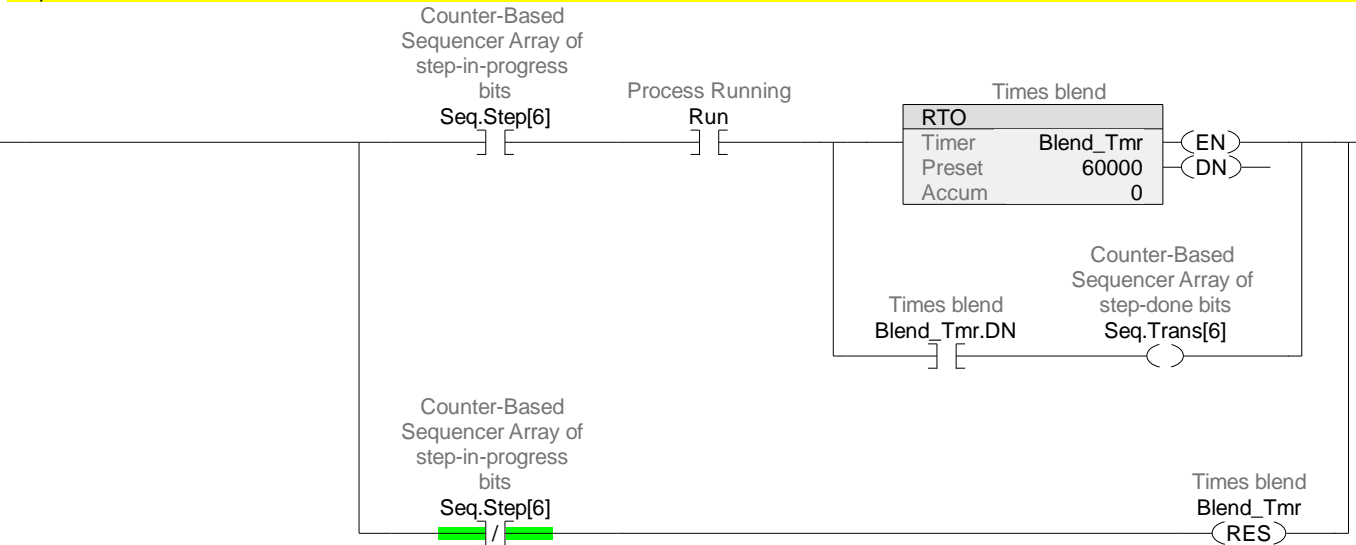 Counter-Based
Sequencer Array of
step-in-progress
bits
Seq.Step[6]
Process Running
Run
Times blend
RTO
Timer Blend_Tmr
Preset 60000
Accum 0
EN
DN
Times blend
Blend_Tmr.DN
Counter-Based
Sequencer Array of
step-done bits
Seq.Trans[6]
Counter-Based
Sequencer Array of
step-in-progress
bits
Seq.Step[6]
/
Times blend
Blend_Tmr
RES